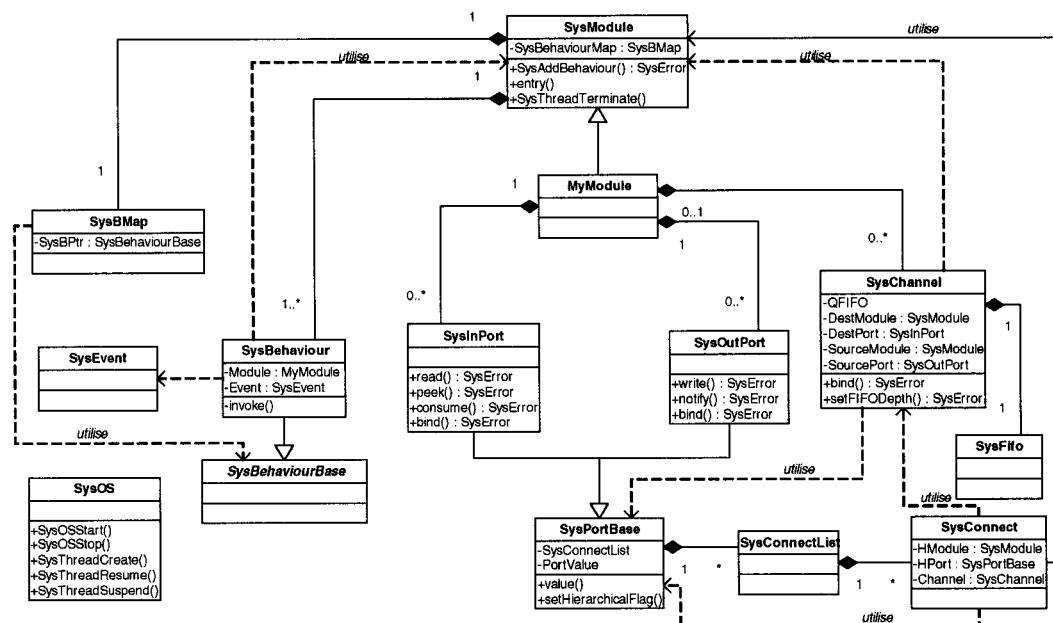 1
SysModule
-SysBehaviourMap : SysBMap
+SysAddBehaviour() : SysError
+entry()
+SysThreadTerminate()
utilise
utilise
utilise
1
1
SysBMap
-SysBPtr : SysBehaviourBase
MyModule
1
0..1
1
0..*
0..*
0..*
1..*
SysChannel
-QFIFO
-DestModule : SysModule
-DestPort : SysInPort
-SourceModule : SysModule
-SourcePort : SysOutPort
+bind() : SysError
+setFIFODepth() : SysError
1
1
SysInPort
+read() : SysError
+peek() : SysError
+consume() : SysError
+bind() : SysError
SysOutPort
+write() : SysError
+notify() : SysError
+bind() : SysError
SysEvent
SysBehaviour
-Module : MyModule
-Event : SysEvent
-invoke()
utilise
SysBehaviourBase
SysFifo
utilise
utilise
SysOS
+SysOSStart()
+SysOSStop()
+SysThreadCreate()
+SysThreadResume()
+SysThreadSuspend()
SysPortBase
-SysConnectList
-PortValue
+value()
+setHierarchicalFlag()
1
*
SysConnectList
1
*
SysConnect
-HModule : SysModule
-HPort : SysPortBase
-Channel : SysChannel
utilise